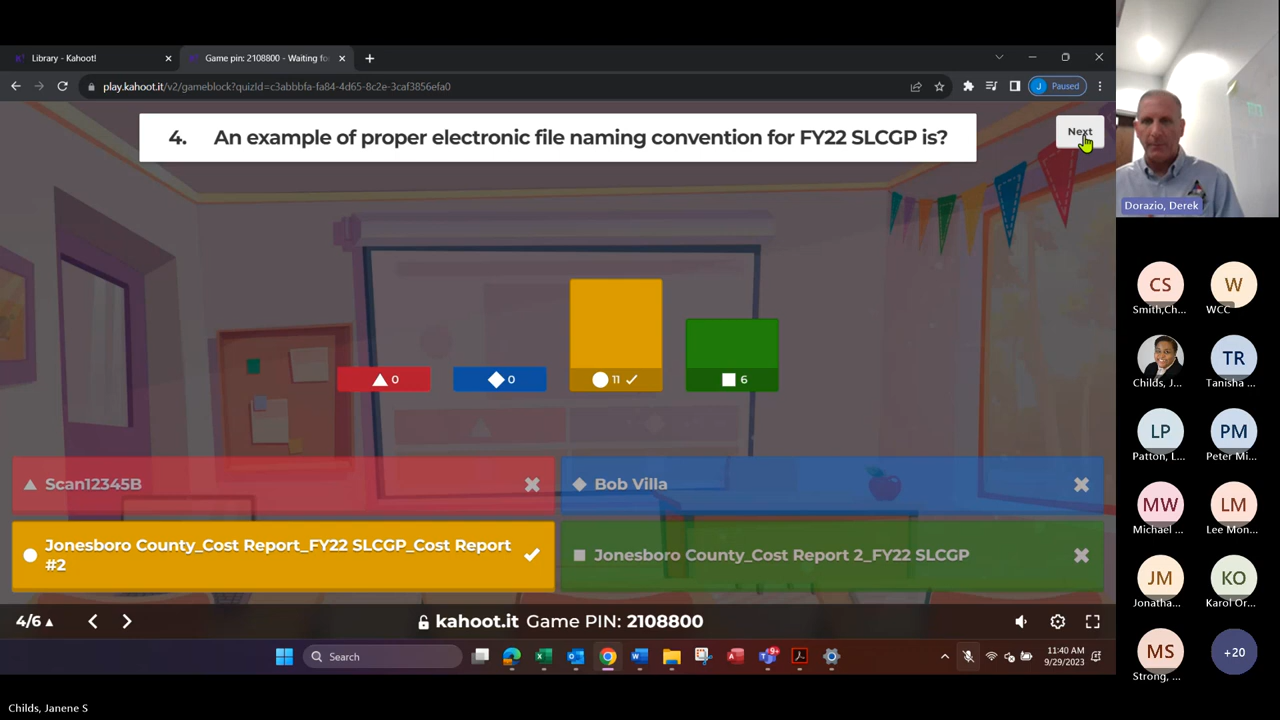 Library - Kahoot!
Game pin: 2108800 - Waiting fo
play.kahoot.it/v2/gameblock?quizId=c3abbbfa-fa84-4d65-8c2e-3caf3856efa0
J Paused
4. An example of proper electronic file naming convention for FY22 SLCGP is?
Next
Dorazio, Derek
0
0
11
6
Scan12345B
Bob Villa
Jonesboro County_Cost Report_FY22 SLCGP_Cost Report
#2
Jonesboro County_Cost Report 2_FY22 SLCGP
4/6
kahoot.it Game PIN: 2108800
Search
9+
11:40 AM
9/29/2023
CS
Smith,Ch...
W
WCC
Childs, J...
TR
Tanisha ...
LP
Patton, L...
PM
Peter Mi...
MW
Michael ...
LM
Lee Mon...
JM
Jonatha...
KO
Karol Or...
MS
Strong, ...
+20
Childs, Janene S